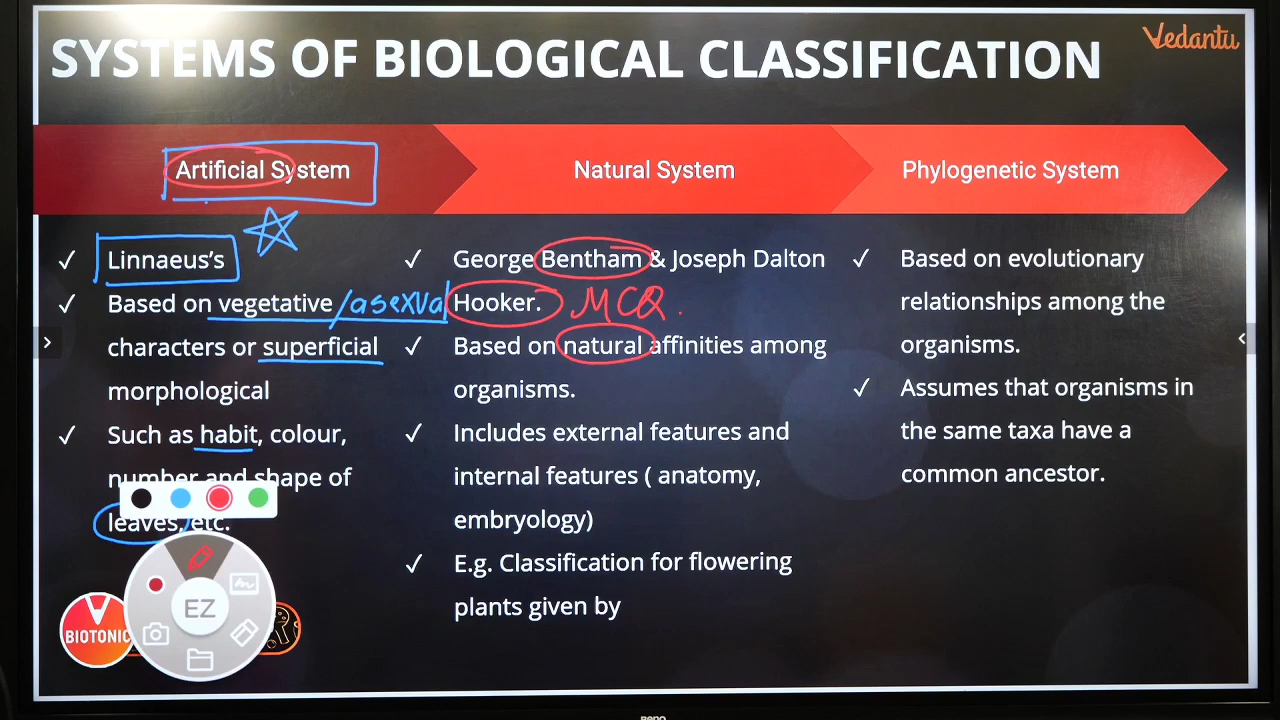 SYSTEMS OF BIOLOGICAL CLASSIFICATION
Vedantu
Artificial System
Natural System
Phylogenetic System
✓ Linnaeus's
✓ Based on vegetative /asexual
characters or superficial
morphological
✓ Such as habit, colour,
number and shape of
leaves, etc.
✓ George Bentham & Joseph Dalton
Hooker. MCQ.
✓ Based on natural affinities among
organisms.
✓ Includes external features and
internal features ( anatomy,
embryology)
✓ E.g. Classification for flowering
plants given by
✓ Based on evolutionary
relationships among the
organisms.
✓ Assumes that organisms in
the same taxa have a
common ancestor.
EZ
BIOTONIC
BenQ